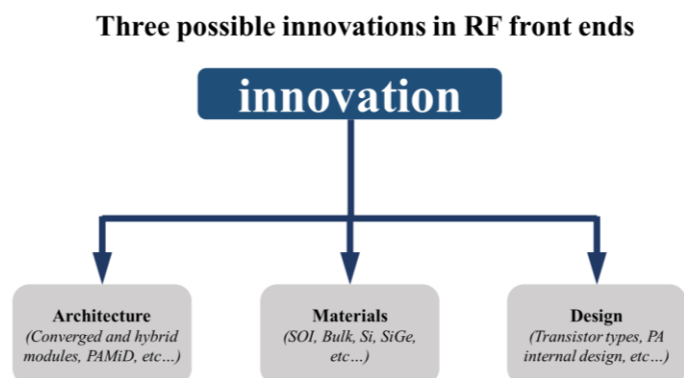 Three possible innovations in RF front ends
innovation
Architecture
(Converged and hybrid
modules, PAMiD, etc…)
Materials
(SOI, Bulk, Si, SiGe,
etc…)
Design
(Transistor types, PA
internal design, etc…)